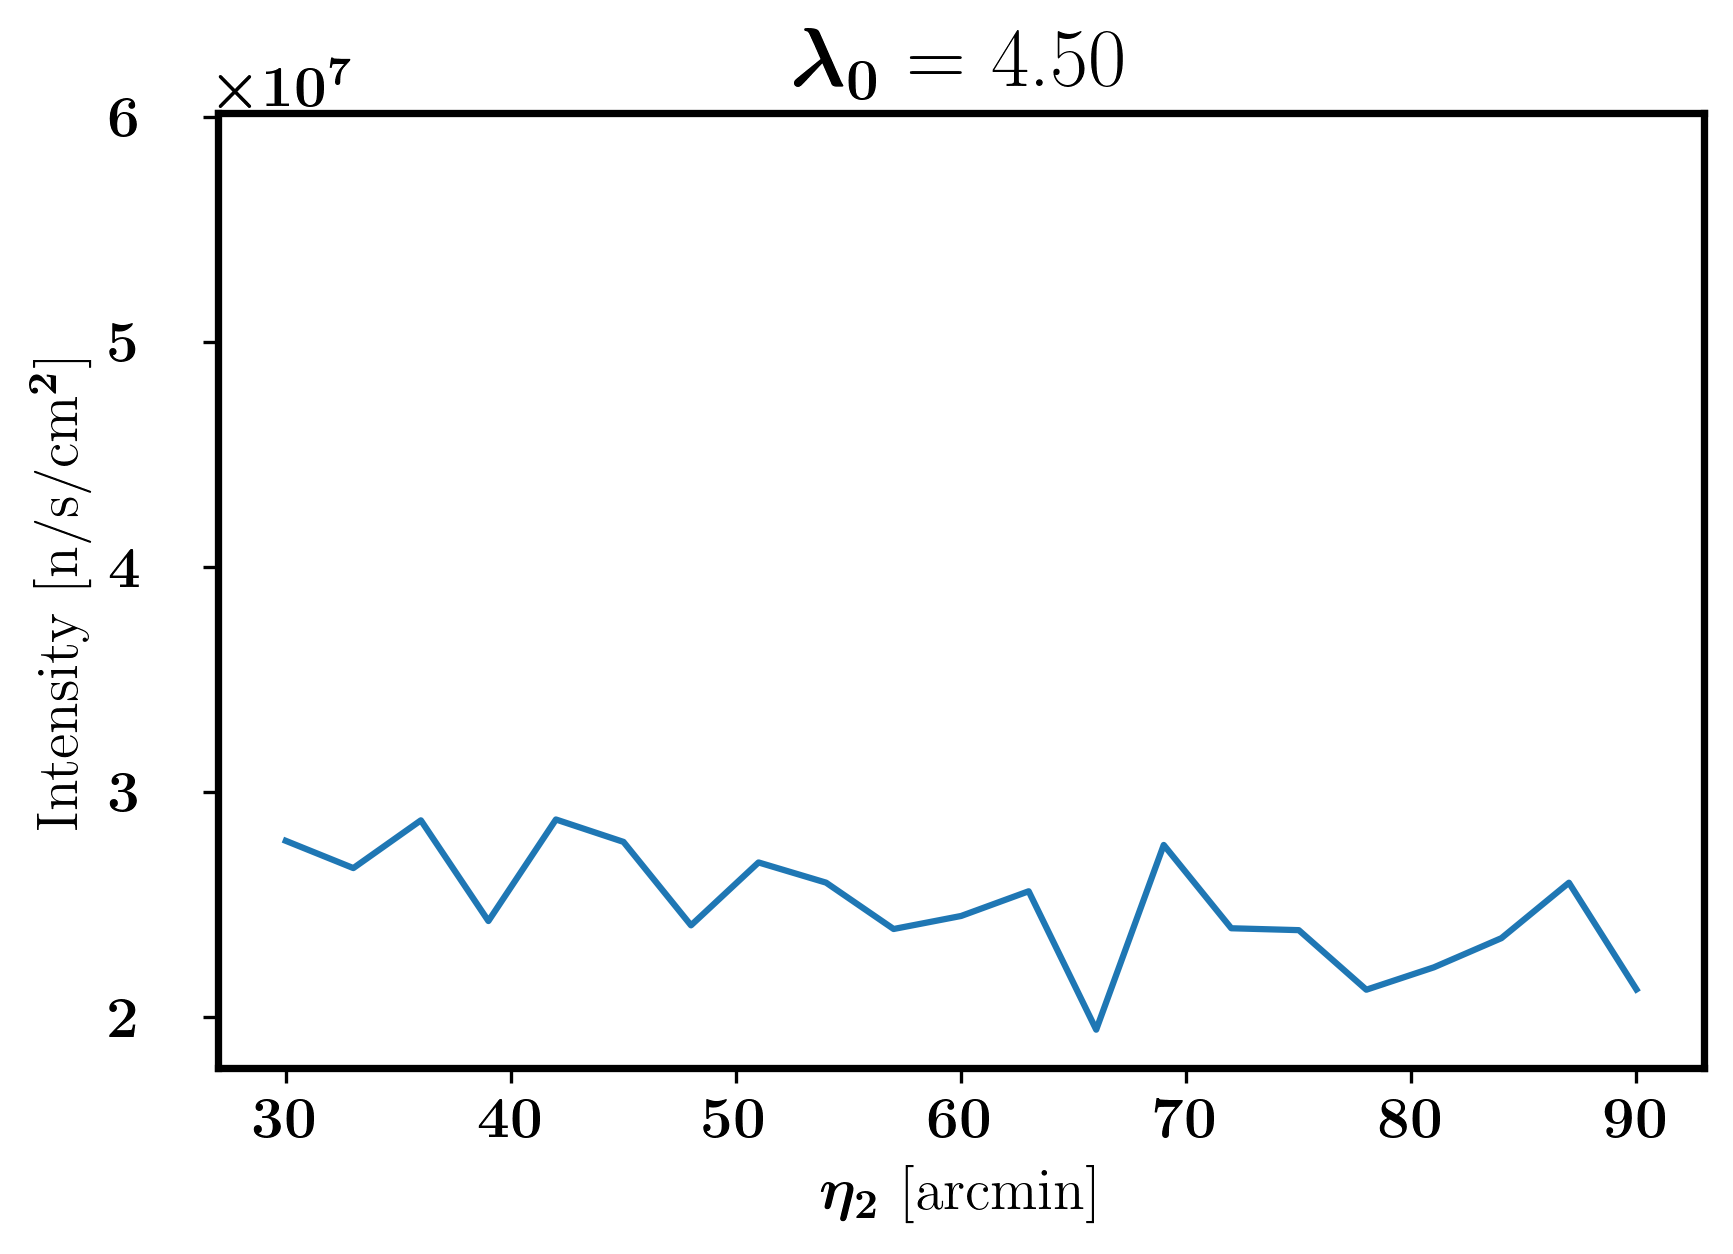 λ₀ = 4.50
×10⁷
6
5
4
3
2
Intensity [n/s/cm²]
30 40 50 60 70 80 90
η₂ [arcmin]